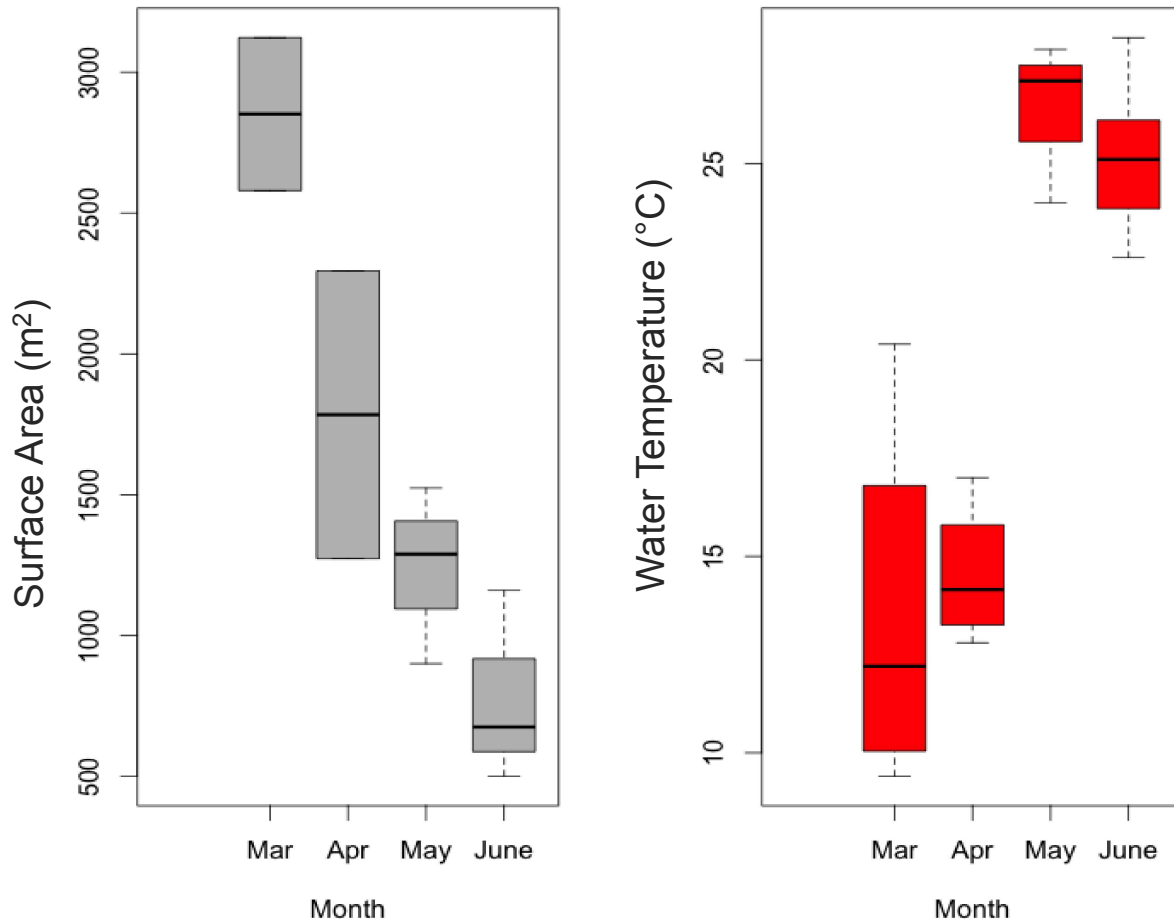 Surface Area (m²)
3000
2500
2000
1500
1000
500
Mar Apr May June
Month
Water Temperature (°C)
25
20
15
10
Mar Apr May June
Month